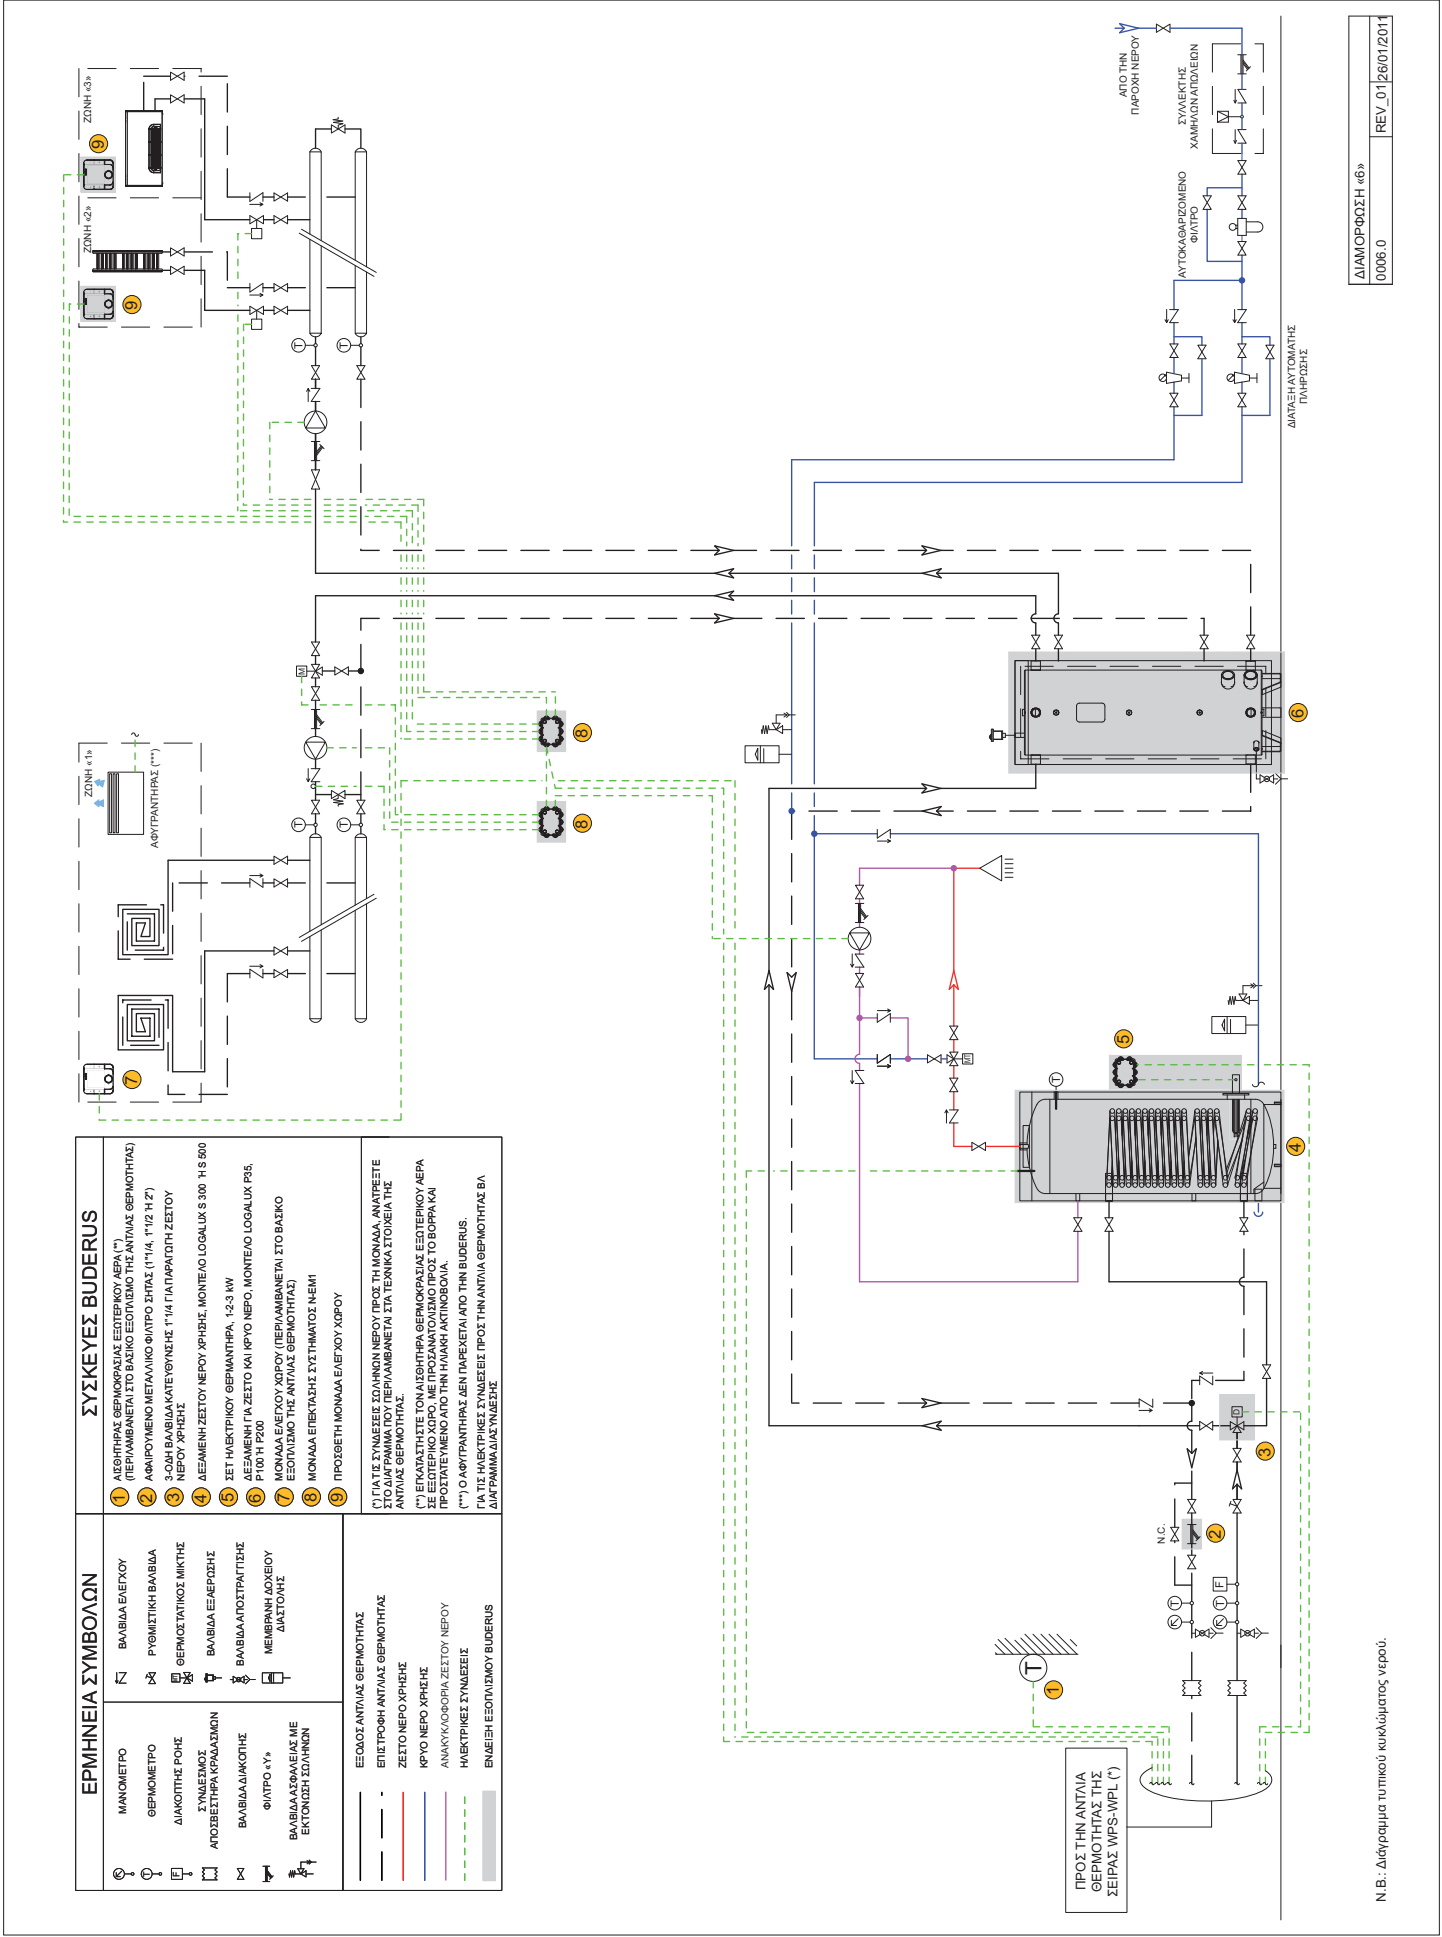 ΕΡΜΗΝΕΙΑ ΣΥΜΒΟΛΩΝ
ΜΑΝΟΜΕΤΡΟ
ΘΕΡΜΟΜΕΤΡΟ
ΔΙΑΚΟΠΤΗΣ ΡΟΗΣ
ΣΥΝΔΕΣΜΟΣ
ΑΠΟΣΒΕΣΤΗΡΑ ΚΡΑΔΑΣΜΩΝ
ΒΑΛΒΙΔΑ ΔΙΑΚΟΠΗΣ
ΦΙΛΤΡΟ «Υ»
ΒΑΛΒΙΔΑ ΑΣΦΑΛΕΙΑΣ ΜΕ
ΕΚΤΟΝΩΣΗ ΣΩΛΗΝΩΝ
ΒΑΛΒΙΔΑ ΕΛΕΓΧΟΥ
ΡΥΘΜΙΣΤΙΚΗ ΒΑΛΒΙΔΑ
ΘΕΡΜΟΣΤΑΤΙΚΟΣ ΜΙΚΤΗΣ
ΒΑΛΒΙΔΑ ΕΞΑΕΡΩΣΗΣ
ΒΑΛΒΙΔΑ ΑΠΟΣΤΡΑΓΓΙΣΗΣ
ΜΕΜΒΡΑΝΗ ΔΟΧΕΙΟΥ
ΔΙΑΣΤΟΛΗΣ
ΕΞΟΔΟΣ ΑΝΤΛΙΑΣ ΘΕΡΜΟΤΗΤΑΣ
ΕΠΙΣΤΡΟΦΗ ΑΝΤΛΙΑΣ ΘΕΡΜΟΤΗΤΑΣ
ΖΕΣΤΟ ΝΕΡΟ ΧΡΗΣΗΣ
ΚΡΥΟ ΝΕΡΟ ΧΡΗΣΗΣ
ΑΝΑΚΥΚΛΟΦΟΡΙΑ ΖΕΣΤΟΥ ΝΕΡΟΥ
ΗΛΕΚΤΡΙΚΕΣ ΣΥΝΔΕΣΕΙΣ
ΕΝΔΕΙΞΗ ΕΞΟΠΛΙΣΜΟΥ BUDERUS
ΣΥΣΚΕΥΕΣ BUDERUS
1 ΑΙΣΘΗΤΗΡΑΣ ΘΕΡΜΟΚΡΑΣΙΑΣ ΕΞΩΤΕΡΙΚΟΥ ΑΕΡΑ (**)
(ΠΕΡΙΛΑΜΒΑΝΕΤΑΙ ΣΤΟ ΒΑΣΙΚΟ ΕΞΟΠΛΙΣΜΟ ΤΗΣ ΑΝΤΛΙΑΣ ΘΕΡΜΟΤΗΤΑΣ)
2 ΑΦΑΙΡΟΥΜΕΝΟ ΜΕΤΑΛΛΙΚΟ ΦΙΛΤΡΟ ΣΗΤΑΣ (1"1/4, 1"1/2 Ή 2")
3 3-ΟΔΗ ΒΑΛΒΙΔΑ ΚΑΤΕΥΘΥΝΣΗΣ 1"1/4 ΓΙΑ ΠΑΡΑΓΩΓΗ ΖΕΣΤΟΥ
ΝΕΡΟΥ ΧΡΗΣΗΣ
4 ΔΕΞΑΜΕΝΗ ΖΕΣΤΟΥ ΝΕΡΟΥ ΧΡΗΣΗΣ, ΜΟΝΤΕΛΟ LOGALUX S 300 Ή S 500
5 ΣΕΤ ΗΛΕΚΤΡΙΚΟΥ ΘΕΡΜΑΝΤΗΡΑ, 1-2-3 kW
6 ΔΕΞΑΜΕΝΗ ΓΙΑ ΖΕΣΤΟ ΚΑΙ ΚΡΥΟ ΝΕΡΟ, ΜΟΝΤΕΛΟ LOGALUX P35,
P100 Ή P200
7 ΜΟΝΑΔΑ ΕΛΕΓΧΟΥ ΧΩΡΟΥ (ΠΕΡΙΛΑΜΒΑΝΕΤΑΙ ΣΤΟ ΒΑΣΙΚΟ
ΕΞΟΠΛΙΣΜΟ ΤΗΣ ΑΝΤΛΙΑΣ ΘΕΡΜΟΤΗΤΑΣ)
8 ΜΟΝΑΔΑ ΕΠΕΚΤΑΣΗΣ ΣΥΣΤΗΜΑΤΟΣ N-EM1
9 ΠΡΟΣΘΕΤΗ ΜΟΝΑΔΑ ΕΛΕΓΧΟΥ ΧΩΡΟΥ
(*) ΓΙΑ ΤΙΣ ΣΥΝΔΕΣΕΙΣ ΣΩΛΗΝΩΝ ΝΕΡΟΥ ΠΡΟΣ ΤΗ ΜΟΝΑΔΑ, ΑΝΑΤΡΕΞΤΕ
ΣΤΟ ΔΙΑΓΡΑΜΜΑ ΠΟΥ ΠΕΡΙΛΑΜΒΑΝΕΤΑΙ ΣΤΑ ΤΕΧΝΙΚΑ ΣΤΟΙΧΕΙΑ ΤΗΣ
ΑΝΤΛΙΑΣ ΘΕΡΜΟΤΗΤΑΣ.
(**) ΕΓΚΑΤΑΣΤΗΣΤΕ ΤΟΝ ΑΙΣΘΗΤΗΡΑ ΘΕΡΜΟΚΡΑΣΙΑΣ ΕΞΩΤΕΡΙΚΟΥ ΑΕΡΑ
ΣΕ ΕΞΩΤΕΡΙΚΟ ΧΩΡΟ, ΜΕ ΠΡΟΣΑΝΑΤΟΛΙΣΜΟ ΠΡΟΣ ΤΟ ΒΟΡΡΑ ΚΑΙ
ΠΡΟΣΤΑΤΕΥΜΕΝΟ ΑΠΟ ΤΗΝ ΗΛΙΑΚΗ ΑΚΤΙΝΟΒΟΛΙΑ.
(***) Ο ΑΦΥΓΡΑΝΤΗΡΑΣ ΔΕΝ ΠΑΡΕΧΕΤΑΙ ΑΠΟ ΤΗΝ BUDERUS.
ΓΙΑ ΤΙΣ ΗΛΕΚΤΡΙΚΕΣ ΣΥΝΔΕΣΕΙΣ ΠΡΟΣ ΤΗΝ ΑΝΤΛΙΑ ΘΕΡΜΟΤΗΤΑΣ ΒΛ.
ΔΙΑΓΡΑΜΜΑ ΔΙΑΣΥΝΔΕΣΗΣ
ΖΩΝΗ «1»
ΑΦΥΓΡΑΝΤΗΡΑΣ (***)
7
ΖΩΝΗ «2»
9
ΖΩΝΗ «3»
9
8
8
ΑΠΟ ΤΗΝ
ΠΑΡΟΧΗ ΝΕΡΟΥ
ΣΥΛΛΕΚΤΗΣ
ΧΑΜΗΛΩΝ ΑΠΩΛΕΙΩΝ
ΑΥΤΟΚΑΘΑΡΙΖΟΜΕΝΟ
ΦΙΛΤΡΟ
ΔΙΑΤΑΞΗ ΑΥΤΟΜΑΤΗΣ
ΠΛΗΡΩΣΗΣ
6
5
4
3
N.C.
2
1
ΠΡΟΣ ΤΗΝ ΑΝΤΛΙΑ
ΘΕΡΜΟΤΗΤΑΣ ΤΗΣ
ΣΕΙΡΑΣ WPS-WPL (*)
ΔΙΑΜΟΡΦΩΣΗ «6»
0006.0 REV_01 26/01/2011
N.B.: Διάγραμμα τυπικού κυκλώματος νερού.